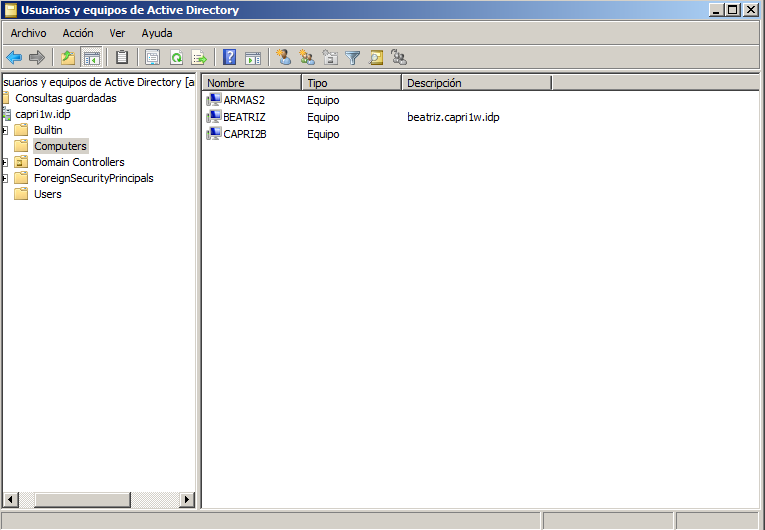 Usuarios y equipos de Active Directory
Archivo Acción Ver Ayuda
suarios y equipos de Active Directory [a
Consultas guardadas
capri1w.idp
Builtin
Computers
Domain Controllers
ForeignSecurityPrincipals
Users
Nombre Tipo Descripción
ARMAS2 Equipo
BEATRIZ Equipo beatriz.capri1w.idp
CAPRI2B Equipo